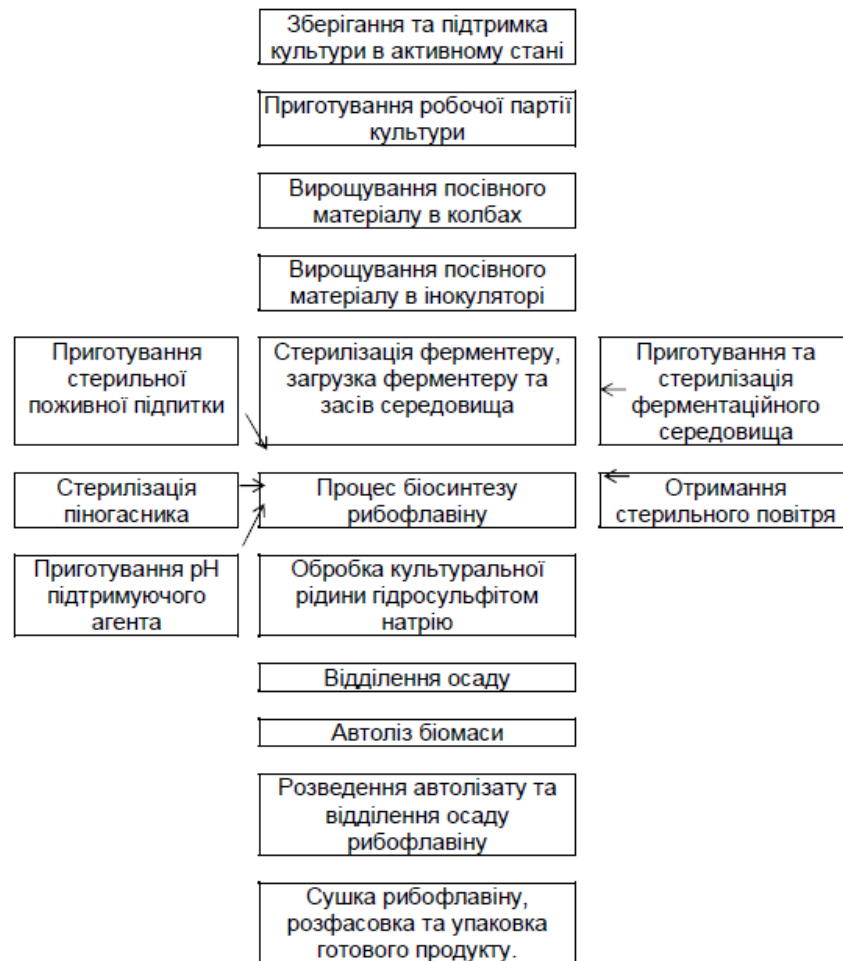 Зберігання та підтримка
культури в активному стані
Приготування робочої партії
культури
Вирощування посівного
матеріалу в колбах
Вирощування посівного
матеріалу в інокуляторі
Приготування
стерильної
поживної підпитки
Стерилізація ферментеру,
загрузка ферментеру та
засів середовища
Приготування та
стерилізація
ферментаційного
середовища
Стерилізація
піногасника
Процес біосинтезу
рибофлавіну
Отримання
стерильного повітря
Приготування рН
підтримуючого
агента
Обробка культуральної
рідини гідросульфітом
натрію
Відділення осаду
Автоліз біомаси
Розведення автолізату та
відділення осаду
рибофлавіну
Сушка рибофлавіну,
розфасовка та упаковка
готового продукту.